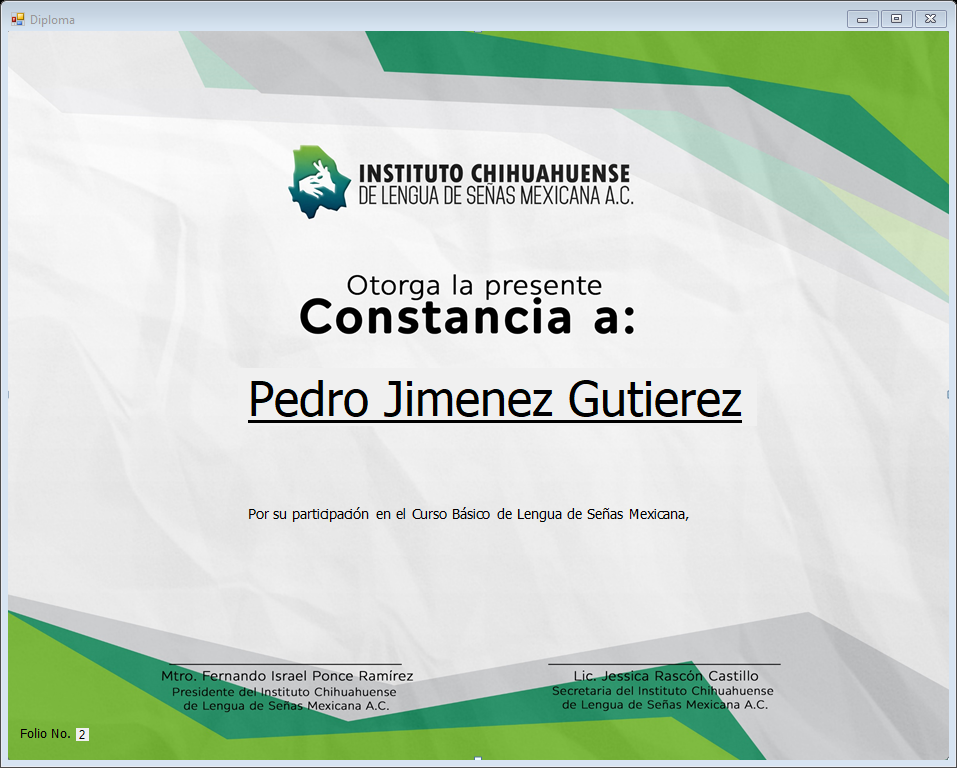 Diploma
INSTITUTO CHIHUAHUENSE
DE LENGUA DE SEÑAS MEXICANA A.C.
Otorga la presente
Constancia a:
Pedro Jimenez Gutierez
Por su participación en el Curso Básico de Lengua de Señas Mexicana,
Mtro. Fernando Israel Ponce Ramírez
Presidente del Instituto Chihuahuense
de Lengua de Señas Mexicana A.C.
Lic. Jessica Rascón Castillo
Secretaria del Instituto Chihuahuense
de Lengua de Señas Mexicana A.C.
Folio No. 2